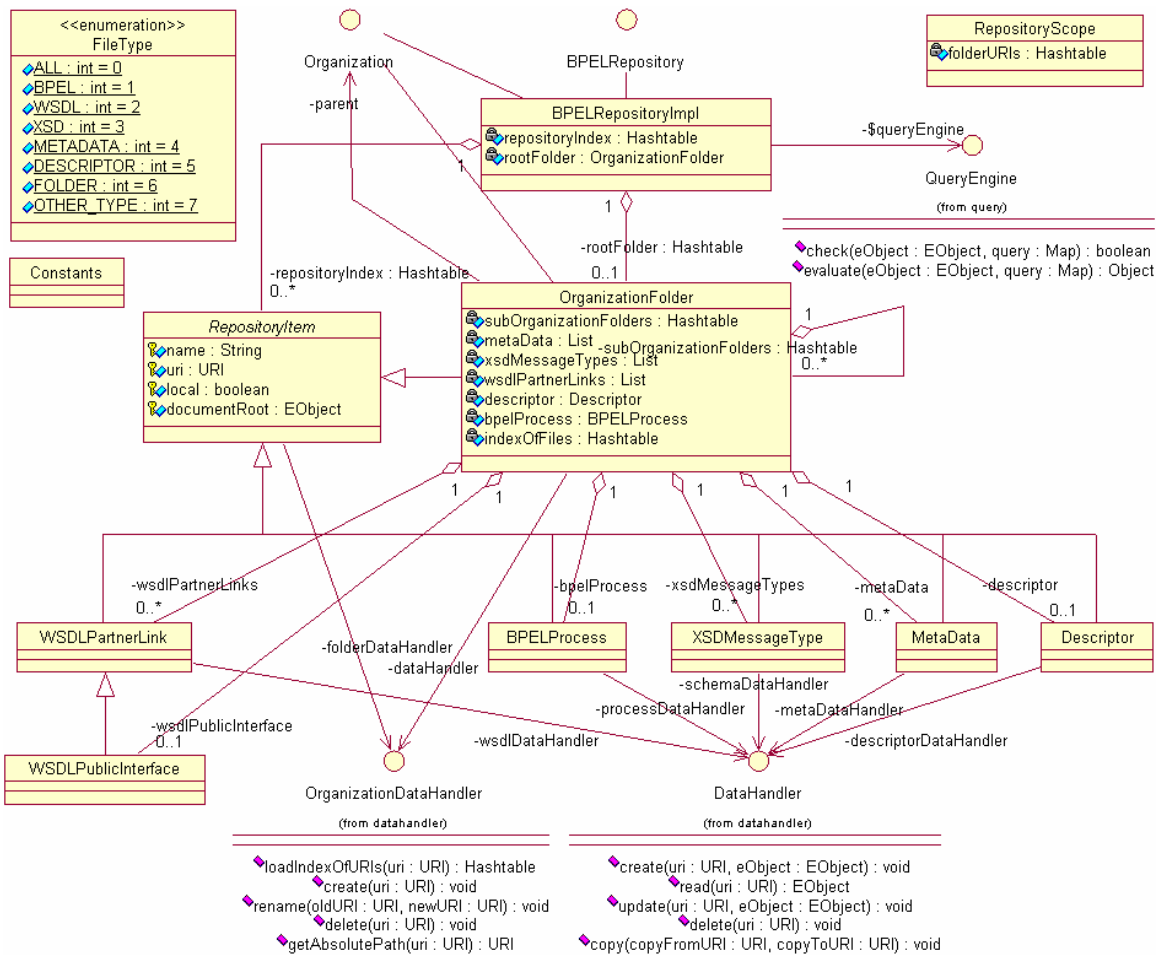 <<enumeration>>
FileType
ALL : int = 0
BPEL : int = 1
WSDL : int = 2
XSD : int = 3
METADATA : int = 4
DESCRIPTOR : int = 5
FOLDER : int = 6
OTHER_TYPE : int = 7
Constants
Organization
-parent
BPELRepository
BPELRepositoryImpl
repositoryIndex : Hashtable
rootFolder : OrganizationFolder
1
1
RepositoryScope
folderURIs : Hashtable
-$queryEngine
QueryEngine
(from query)
check(eObject : EObject, query : Map) : boolean
evaluate(eObject : EObject, query : Map) : Object
-rootFolder : Hashtable
0..1
-repositoryIndex : Hashtable
0..*
RepositoryItem
name : String
uri : URI
local : boolean
documentRoot : EObject
OrganizationFolder
subOrganizationFolders : Hashtable
metaData : List
xsdMessageTypes : List
wsdlPartnerLinks : List
descriptor : Descriptor
bpelProcess : BPELProcess
indexOfFiles : Hashtable
1
-subOrganizationFolders : Hashtable
0..*
1
1
1
1
1
1
-wsdlPartnerLinks
0..*
-bpelProcess
0..1
-xsdMessageTypes
0..*
-metaData
0..*
-descriptor
0..1
WSDLPartnerLink
BPELProcess
XSDMessageType
MetaData
Descriptor
-folderDataHandler
-dataHandler
-schemaDataHandler
-processDataHandler
-metaDataHandler
-wsdlPublicInterface
0..1
-wsdlDataHandler
-descriptorDataHandler
WSDLPublicInterface
OrganizationDataHandler
(from datahandler)
loadIndexOfURIs(uri : URI) : Hashtable
create(uri : URI) : void
rename(oldURI : URI, newURI : URI) : void
delete(uri : URI) : void
getAbsolutePath(uri : URI) : URI
DataHandler
(from datahandler)
create(uri : URI, eObject : EObject) : void
read(uri : URI) : EObject
update(uri : URI, eObject : EObject) : void
delete(uri : URI) : void
copy(copyFromURI : URI, copyToURI : URI) : void